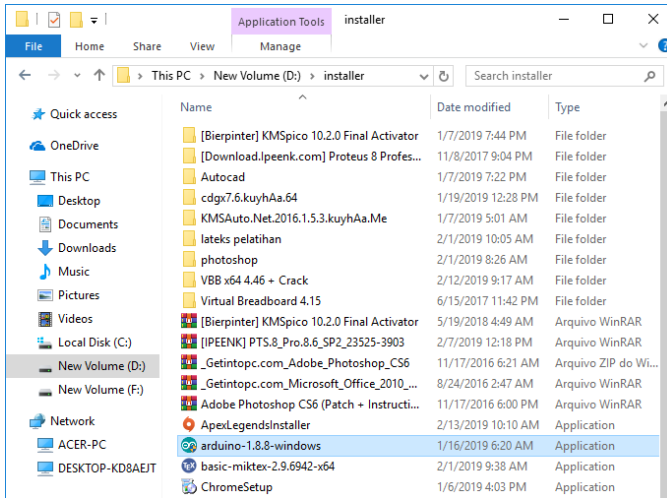 Application Tools installer
File Home Share View Manage
This PC > New Volume (D:) > installer
Search installer
Name Date modified Type
Quick access
OneDrive
This PC
Desktop
Documents
Downloads
Music
Pictures
Videos
Local Disk (C:)
New Volume (D:)
New Volume (F:)
Network
ACER-PC
DESKTOP-KD8AEJT
[Bierpinter] KMSpico 10.2.0 Final Activator 1/7/2019 7:44 PM File folder
[Download.Ipeenk.com] Proteus 8 Profes... 11/8/2017 9:04 PM File folder
Autocad 1/7/2019 7:22 PM File folder
cdgx7.6.kuyhAa.64 1/19/2019 12:28 PM File folder
KMSAuto.Net.2016.1.5.3.kuyhAa.Me 1/7/2019 5:01 AM File folder
lateks pelatihan 2/1/2019 10:05 AM File folder
photoshop 2/1/2019 8:26 AM File folder
VBB x64 4.46 + Crack 2/12/2019 9:17 AM File folder
Virtual Breadboard 4.15 6/15/2017 11:42 PM File folder
[Bierpinter] KMSpico 10.2.0 Final Activator 5/19/2018 4:49 AM Arquivo WinRAR
[IPEENK] PTS.8_Pro.8.6_SP2_23525-3903 2/7/2019 12:18 PM Arquivo WinRAR
_Getintopc.com_Adobe_Photoshop_CS6 11/17/2016 6:21 AM Arquivo ZIP do Wi...
_Getintopc.com_Microsoft_Office_2010_... 8/24/2016 2:47 AM Arquivo WinRAR
Adobe Photoshop CS6 (Patch + Instructi... 11/17/2016 6:00 PM Arquivo WinRAR
ApexLegendsInstaller 2/13/2019 10:10 AM Application
arduino-1.8.8-windows 1/16/2019 6:20 AM Application
basic-miktex-2.9.6942-x64 2/1/2019 9:38 AM Application
ChromeSetup 1/6/2019 4:03 PM Application